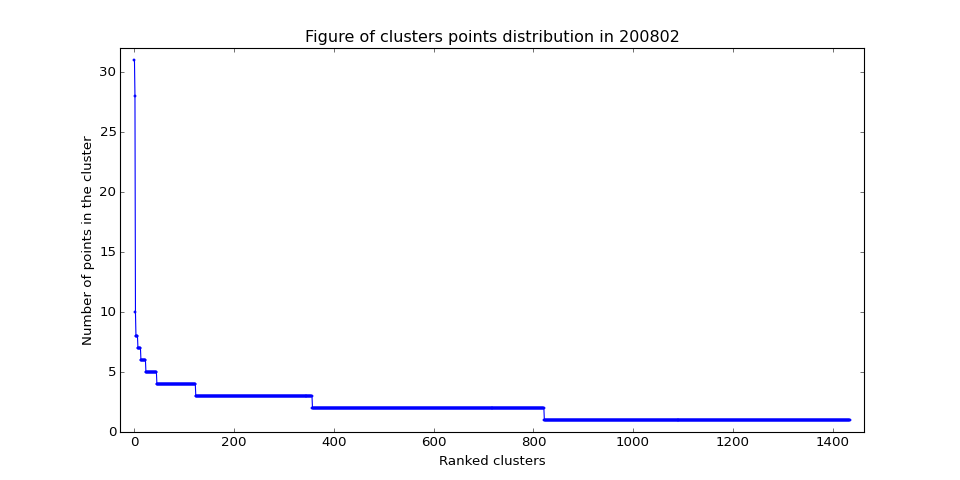 Figure of clusters points distribution in 200802
Number of points in the cluster
30
25
20
15
10
5
0
0 200 400 600 800 1000 1200 1400
Ranked clusters